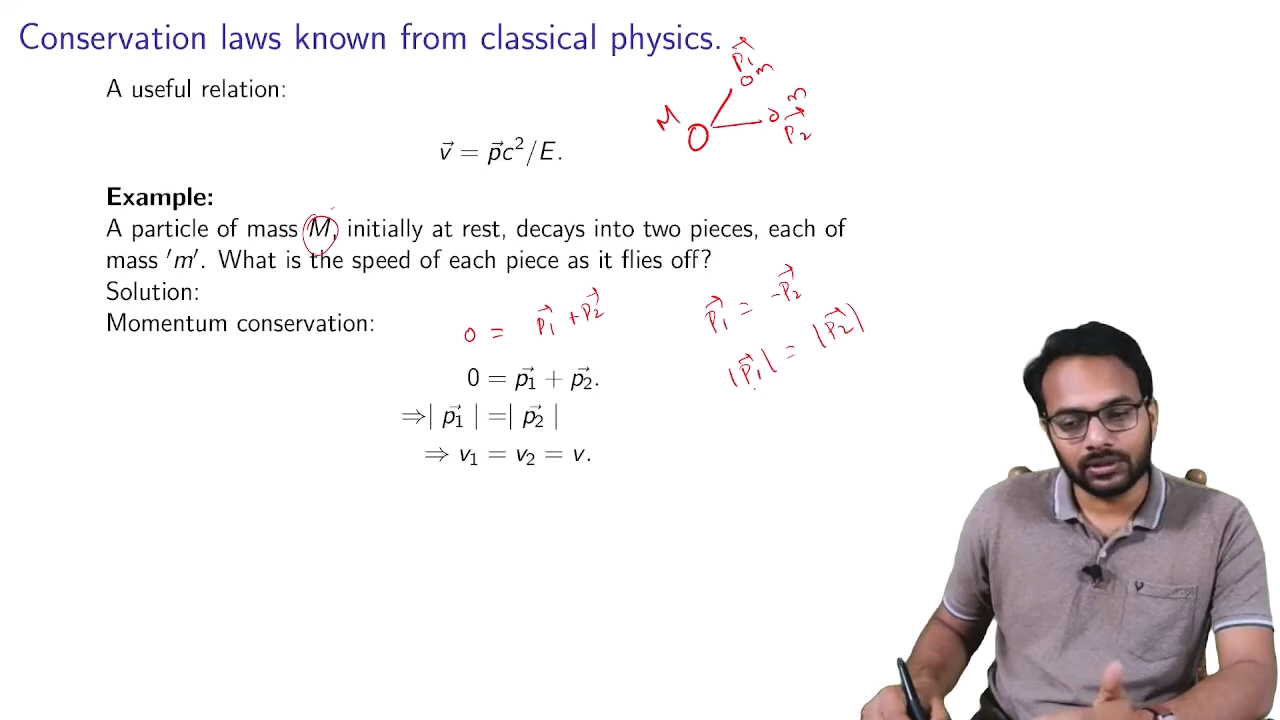 Conservation laws known from classical physics.
A useful relation:
v⃗ = p⃗c²/E.
M
p⃗₁
m
m
p⃗₂
Example:
A particle of mass M, initially at rest, decays into two pieces, each of
mass 'm'. What is the speed of each piece as it flies off?
Solution:
Momentum conservation:
0 = p⃗₁ + p⃗₂
p⃗₁ = -p⃗₂
|p⃗₁| = |p⃗₂|
0 = p⃗₁ + p⃗₂.
⇒| p⃗₁ | =| p⃗₂ |
⇒ v₁ = v₂ = v.